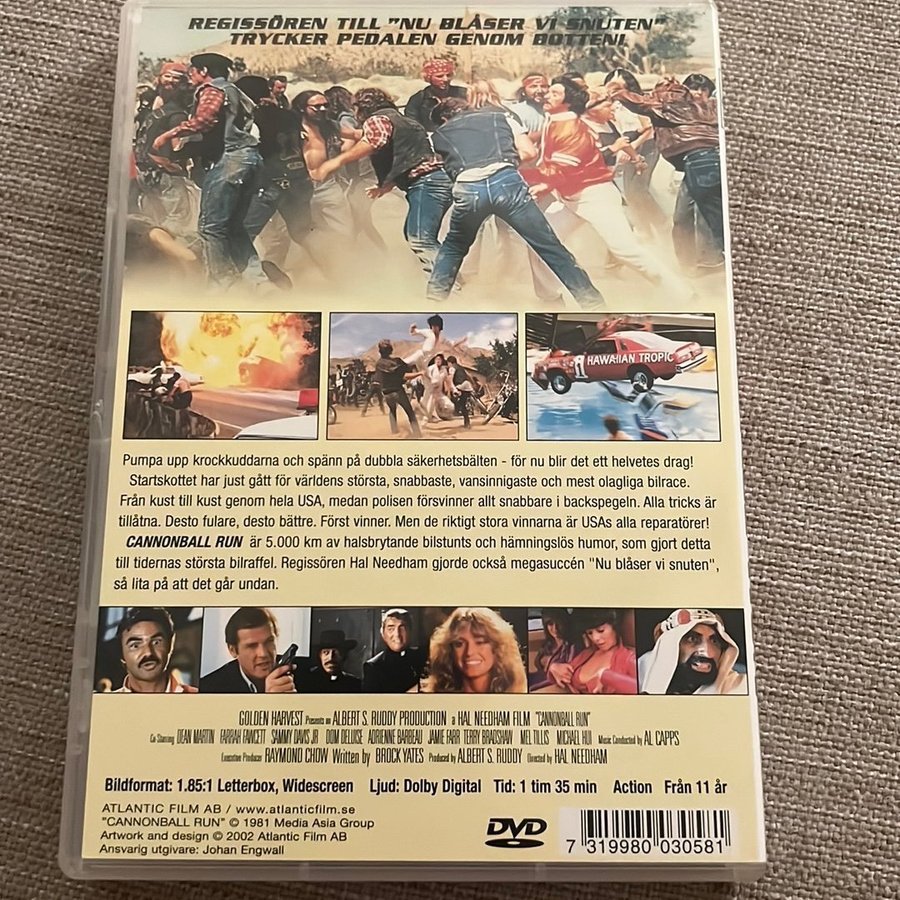 REGISSÖREN TILL "NU BLÅSER VI SNUTEN"
TRYCKER PEDALEN GENOM BOTTEN!
1 HAWAIIAN TROPIC
Pumpa upp krockkuddarna och spänn på dubbla säkerhetsbälten - för nu blir det ett helvetes drag!
Startskottet har just gått för världens största, snabbaste, vansinnigaste och mest olagliga bilrace.
Från kust till kust genom hela USA, medan polisen försvinner allt snabbare i backspegeln. Alla tricks är
tillåtna. Desto fulare, desto bättre. Först vinner. Men de riktigt stora vinnarna är USAs alla reparatörer!
CANNONBALL RUN är 5.000 km av halsbrytande bilstunts och hämningslös humor, som gjort detta
till tidernas största bilraffel. Regissören Hal Needham gjorde också megasuccén "Nu blåser vi snuten",
så lita på att det går undan.
GOLDEN HARVEST Presents an ALBERT S. RUDDY PRODUCTION a HAL NEEDHAM FILM "CANNONBALL RUN"
Co Starring DEAN MARTIN FARRAH FAWCETT SAMMY DAVIS JR DOM DELUISE ADRIENNE BARBEAU JAMIE FARR TERRY BRADSHAW MEL TILLIS MICHAEL HUI Music Conducted by AL CAPPS
Executive Producer RAYMOND CHOW Written by BROCK YATES Produced by ALBERT S. RUDDY Directed by HAL NEEDHAM
Bildformat: 1.85:1 Letterbox, Widescreen Ljud: Dolby Digital Tid: 1 tim 35 min Action Från 11 år
ATLANTIC FILM AB / www.atlanticfilm.se
"CANNONBALL RUN" © 1981 Media Asia Group
Artwork and design © 2002 Atlantic Film AB
Ansvarig utgivare: Johan Engwall
DVD
7 319980 030581